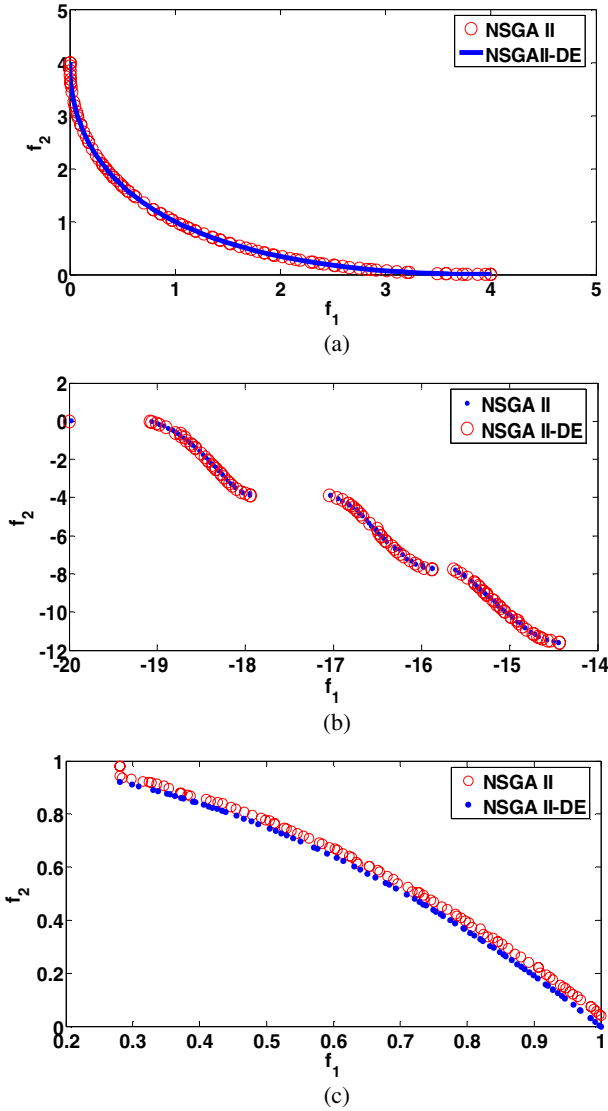 NSGA II
NSGAII-DE
5
4
3
2
1
0
f2
0 1 2 3 4 5
f1
(a)
NSGA II
NSGA II-DE
2
0
-2
-4
-6
-8
-10
-12
f2
-20 -19 -18 -17 -16 -15 -14
f1
(b)
NSGA II
NSGA II-DE
1
0.8
0.6
0.4
0.2
0
f2
0.2 0.3 0.4 0.5 0.6 0.7 0.8 0.9 1
f1
(c)